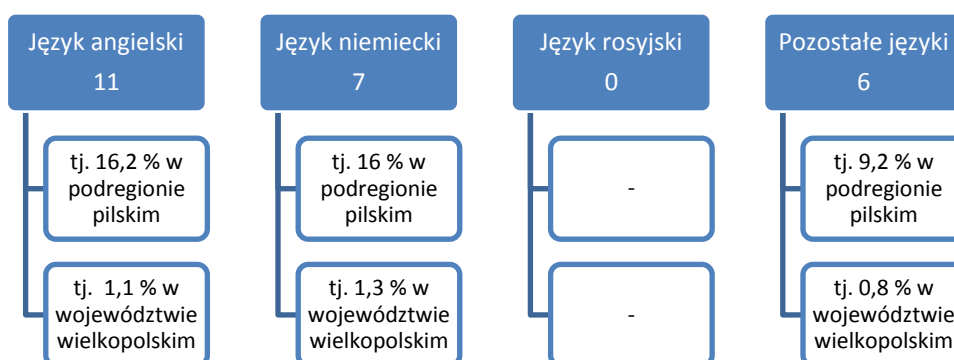 Język angielski
11
tj. 16,2 % w
podregionie
pilskim
tj. 1,1 % w
województwie
wielkopolskim
Język niemiecki
7
tj. 16 % w
podregionie
pilskim
tj. 1,3 % w
województwie
wielkopolskim
Język rosyjski
0
-
-
Pozostałe języki
6
tj. 9,2 % w
podregionie
pilskim
tj. 0,8 % w
województwie
wielkopolskim